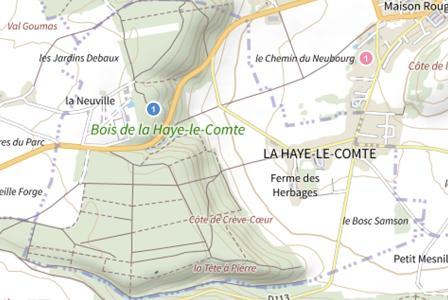 Val Goumas
Maison Roug
les Jardins Debaux
le Chemin du Neubourg
1
Côte de l
la Neuville
1
Bois de la Haye-le-Comte
res du Parc
LA HAYE-LE-COMTE
Ferme des
Herbages
eille Forge
Côte de Crève-Cœur
le Bosc Samson
la Tête à Pierre
Petit Mesnil
D113